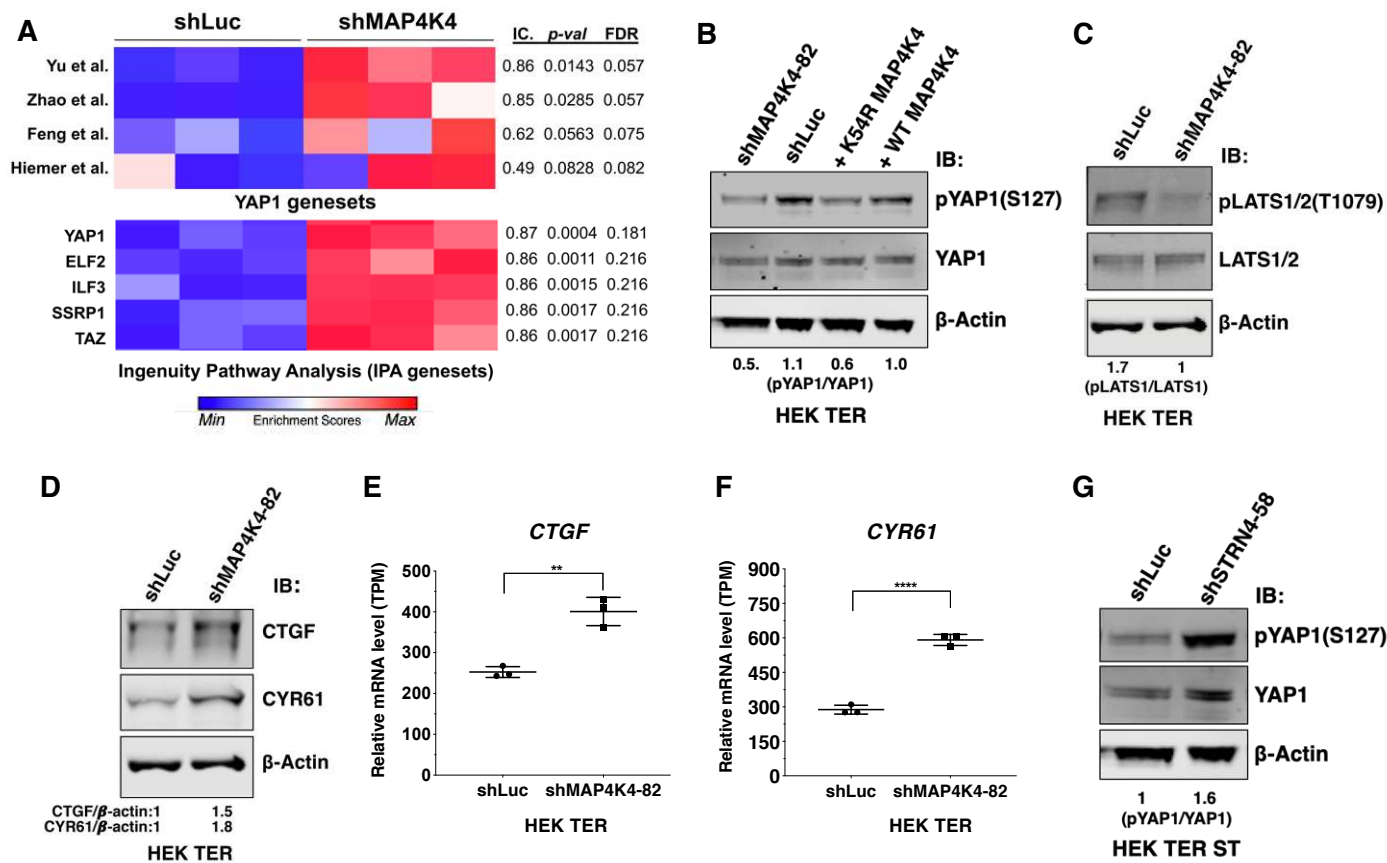 A
shLuc shMAP4K4
IC. p-val FDR
Yu et al. 0.86 0.0143 0.057
Zhao et al. 0.85 0.0285 0.057
Feng et al. 0.62 0.0563 0.075
Hiemer et al. 0.49 0.0828 0.082
YAP1 genesets
YAP1 0.87 0.0004 0.181
ELF2 0.86 0.0011 0.216
ILF3 0.86 0.0015 0.216
SSRP1 0.86 0.0017 0.216
TAZ 0.86 0.0017 0.216
Ingenuity Pathway Analysis (IPA genesets)
Min Enrichment Scores Max
B
shMAP4K4-82
shLuc
+ K54R MAP4K4
+ WT MAP4K4
IB:
pYAP1(S127)
YAP1
β-Actin
0.5. 1.1 0.6 1.0
(pYAP1/YAP1)
HEK TER
C
shLuc
shMAP4K4-82
IB:
pLATS1/2(T1079)
LATS1/2
β-Actin
1.7 1
(pLATS1/LATS1)
HEK TER
D
shLuc
shMAP4K4-82
IB:
CTGF
CYR61
β-Actin
CTGF/β-actin:1 1.5
CYR61/β-actin:1 1.8
HEK TER
E
CTGF
Relative mRNA level (TPM)
500
400
300
200
100
0
**
shLuc shMAP4K4-82
HEK TER
F
CYR61
Relative mRNA level (TPM)
900
750
600
450
300
150
0
****
shLuc shMAP4K4-82
HEK TER
G
shLuc
shSTRN4-58
IB:
pYAP1(S127)
YAP1
β-Actin
1 1.6
(pYAP1/YAP1)
HEK TER ST